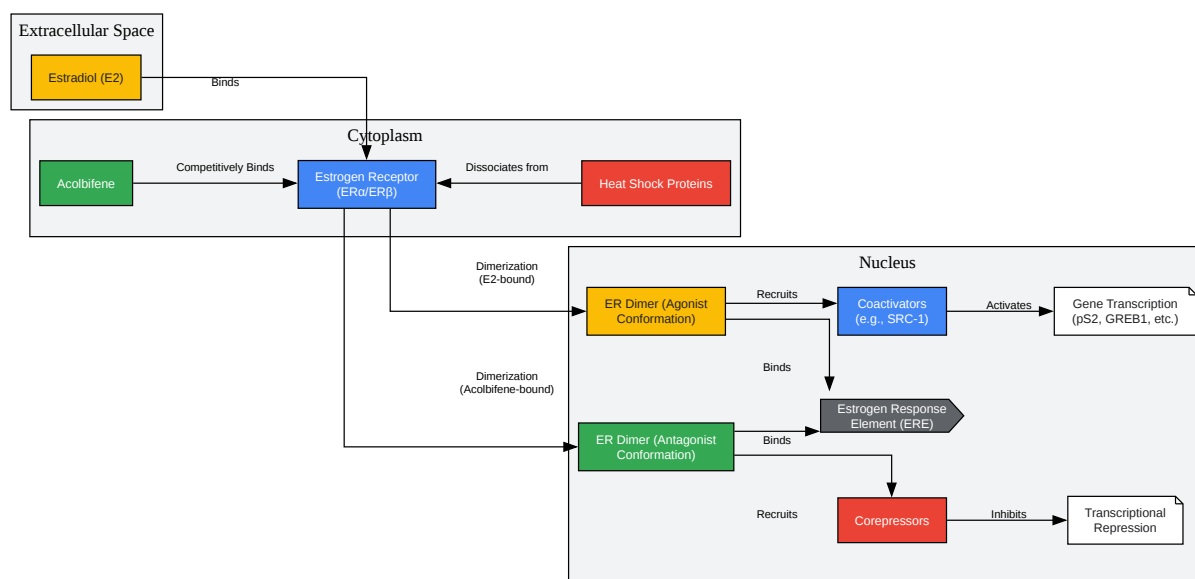 Extracellular Space
Estradiol (E2)
Binds
Cytoplasm
Acolbifene
Competitively Binds
Estrogen Receptor
(ERα/ERβ)
Dissociates from
Heat Shock Proteins
Dimerization
(E2-bound)
Nucleus
ER Dimer (Agonist
Conformation)
Recruits
Coactivators
(e.g., SRC-1)
Activates
Gene Transcription
(pS2, GREB1, etc.)
Binds
Dimerization
(Acolbifene-bound)
Estrogen Response
Element (ERE)
ER Dimer (Antagonist
Conformation)
Binds
Recruits
Corepressors
Inhibits
Transcriptional
Repression